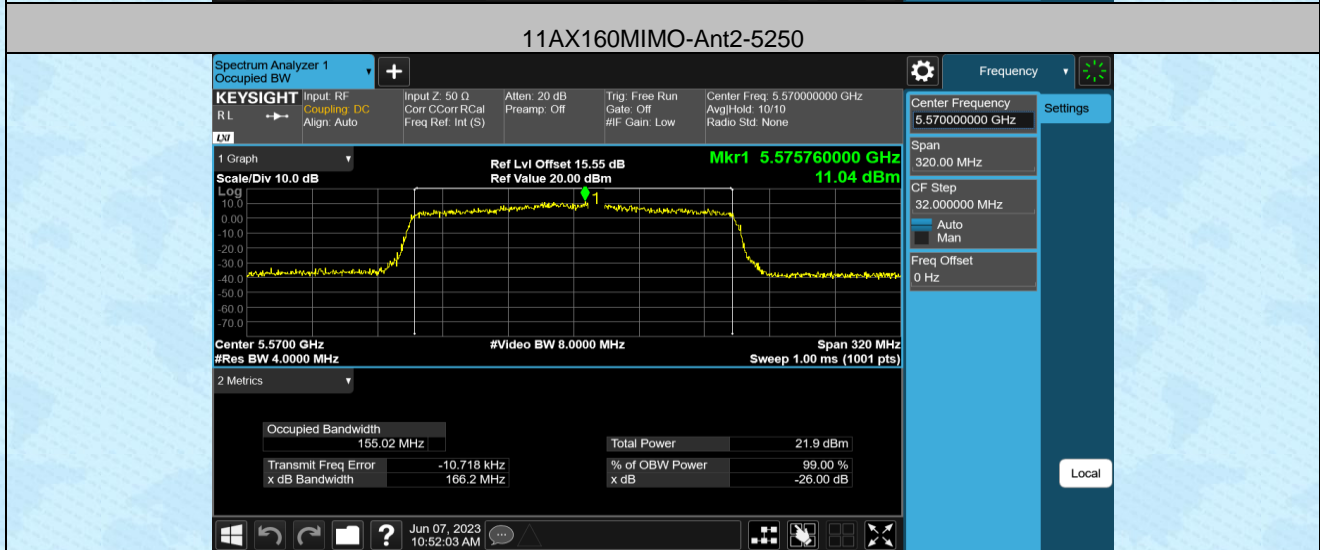 11AX160MIMO-Ant2-5250
Spectrum Analyzer 1
Occupied BW
+
Frequency
KEYSIGHT
R L
LXI
Input: RF
Coupling: DC
Align: Auto
Input Z: 50 Ω
Corr CCorr RCal
Freq Ref: Int (S)
Atten: 20 dB
Preamp: Off
Trig: Free Run
Gate: Off
#IF Gain: Low
Center Freq: 5.570000000 GHz
Avg|Hold: 10/10
Radio Std: None
Center Frequency
5.570000000 GHz
Settings
Span
320.00 MHz
CF Step
32.000000 MHz
Auto
Man
Freq Offset
0 Hz
1 Graph
Scale/Div 10.0 dB
Ref Lvl Offset 15.55 dB
Ref Value 20.00 dBm
Mkr1 5.575760000 GHz
11.04 dBm
Log
1
10.0
0.00
-10.0
-20.0
-30.0
-40.0
-50.0
-60.0
-70.0
Center 5.5700 GHz
#Res BW 4.0000 MHz
#Video BW 8.0000 MHz
Span 320 MHz
Sweep 1.00 ms (1001 pts)
2 Metrics
Occupied Bandwidth
155.02 MHz
Total Power 21.9 dBm
Transmit Freq Error -10.718 kHz
% of OBW Power 99.00 %
x dB Bandwidth 166.2 MHz
x dB -26.00 dB
Local
?
Jun 07, 2023
10:52:03 AM